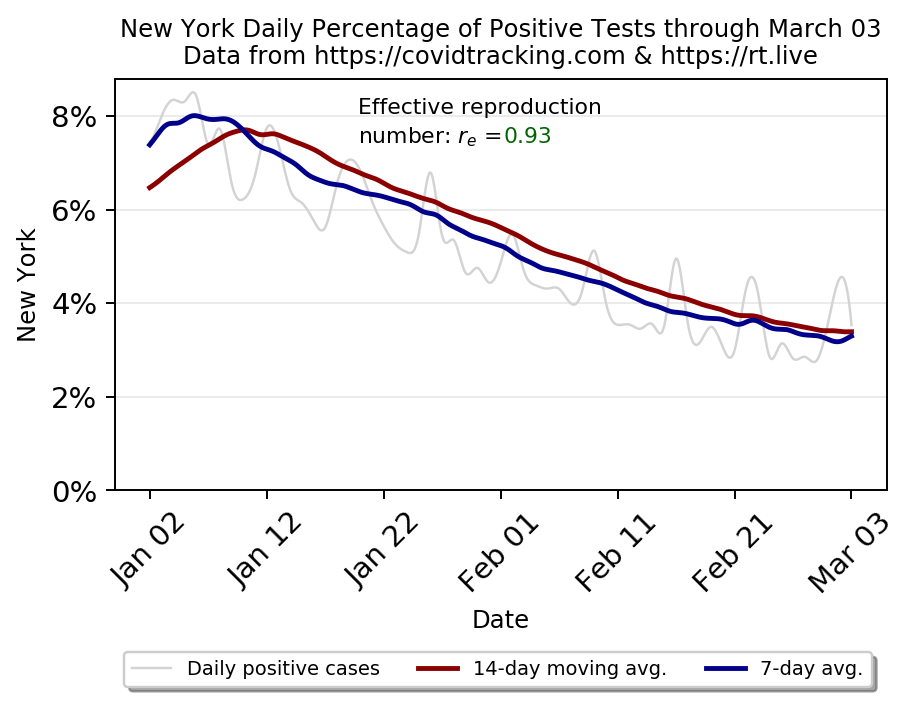 New York Daily Percentage of Positive Tests through March 03
Data from https://covidtracking.com & https://rt.live
Effective reproduction
number: rₑ =0.93
8%
6%
4%
2%
0%
New York
Jan 02
Jan 12
Jan 22
Feb 01
Feb 11
Feb 21
Mar 03
Date
Daily positive cases
14-day moving avg.
7-day avg.